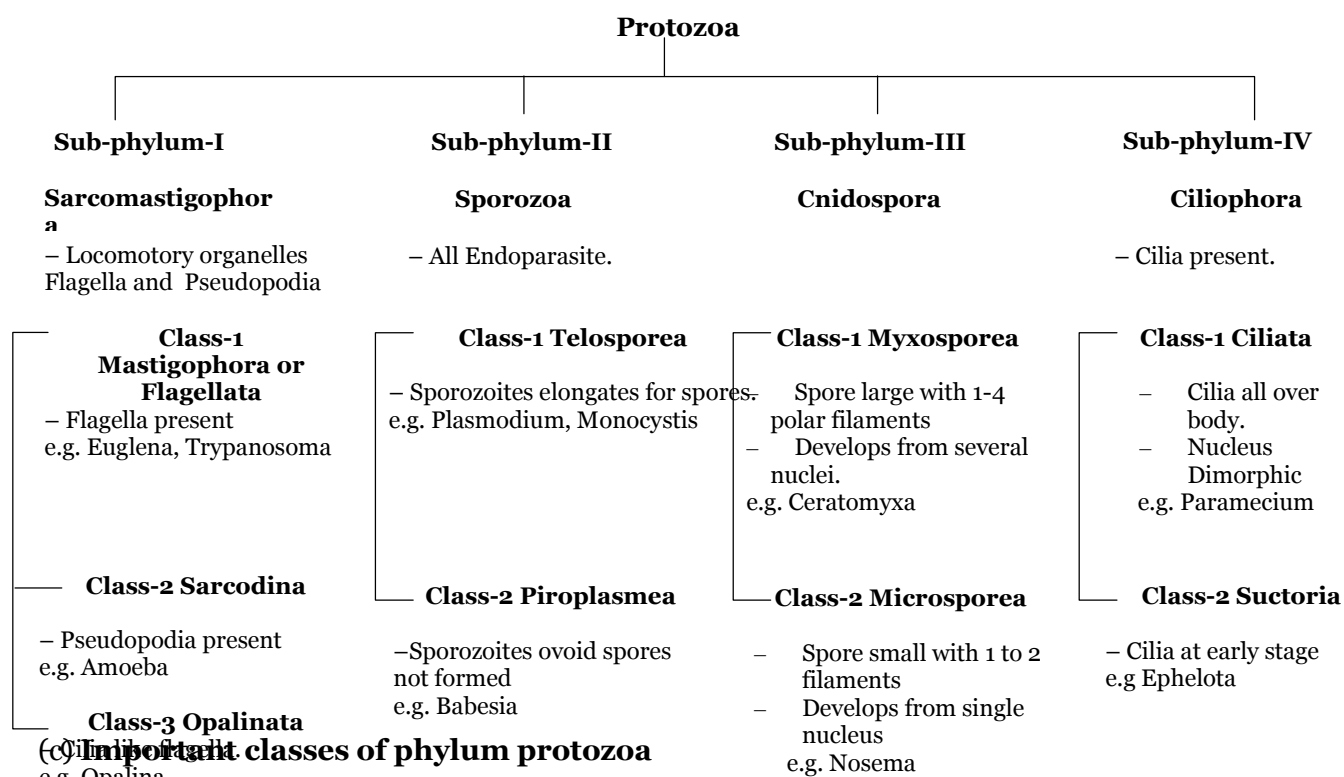 Protozoa
Sub-phylum-I
Sub-phylum-II
Sub-phylum-III
Sub-phylum-IV
Sarcomastigophor
a
Sporozoa
Cnidospora
Ciliophora
– Locomotory organelles
Flagella and Pseudopodia
– All Endoparasite.
– Cilia present.
Class-1
Mastigophora or
Flagellata
– Flagella present
e.g. Euglena, Trypanosoma
Class-1 Telosporea
– Sporozoites elongates for spores.
e.g. Plasmodium, Monocystis
Class-1 Myxosporea
– Spore large with 1-4
polar filaments
– Develops from several
nuclei.
e.g. Ceratomyxa
Class-1 Ciliata
– Cilia all over
body.
– Nucleus
Dimorphic
e.g. Paramecium
Class-2 Sarcodina
– Pseudopodia present
e.g. Amoeba
Class-2 Piroplasmea
–Sporozoites ovoid spores
not formed
e.g. Babesia
Class-2 Microsporea
– Spore small with 1 to 2
filaments
– Develops from single
nucleus
e.g. Nosema
Class-2 Suctoria
– Cilia at early stage
e.g Ephelota
Class-3 Opalinata
– Cilia like flagella.
e.g. Opalina
(c) Important classes of phylum protozoa